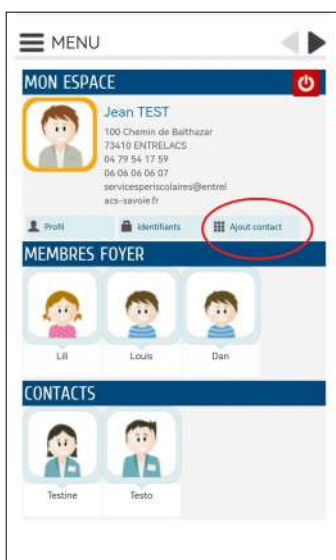 MENU
MON ESPACE
Jean TEST
100 Chemin de Balthazar
73410 ENTRELACS
04 79 54 17 59
06 06 06 06 07
servicesperiscolaires@entrel
acs-savoie.fr
Profil Identifiants Ajout contact
MEMBRES FOYER
Lili Louis Dan
CONTACTS
Testine Testo